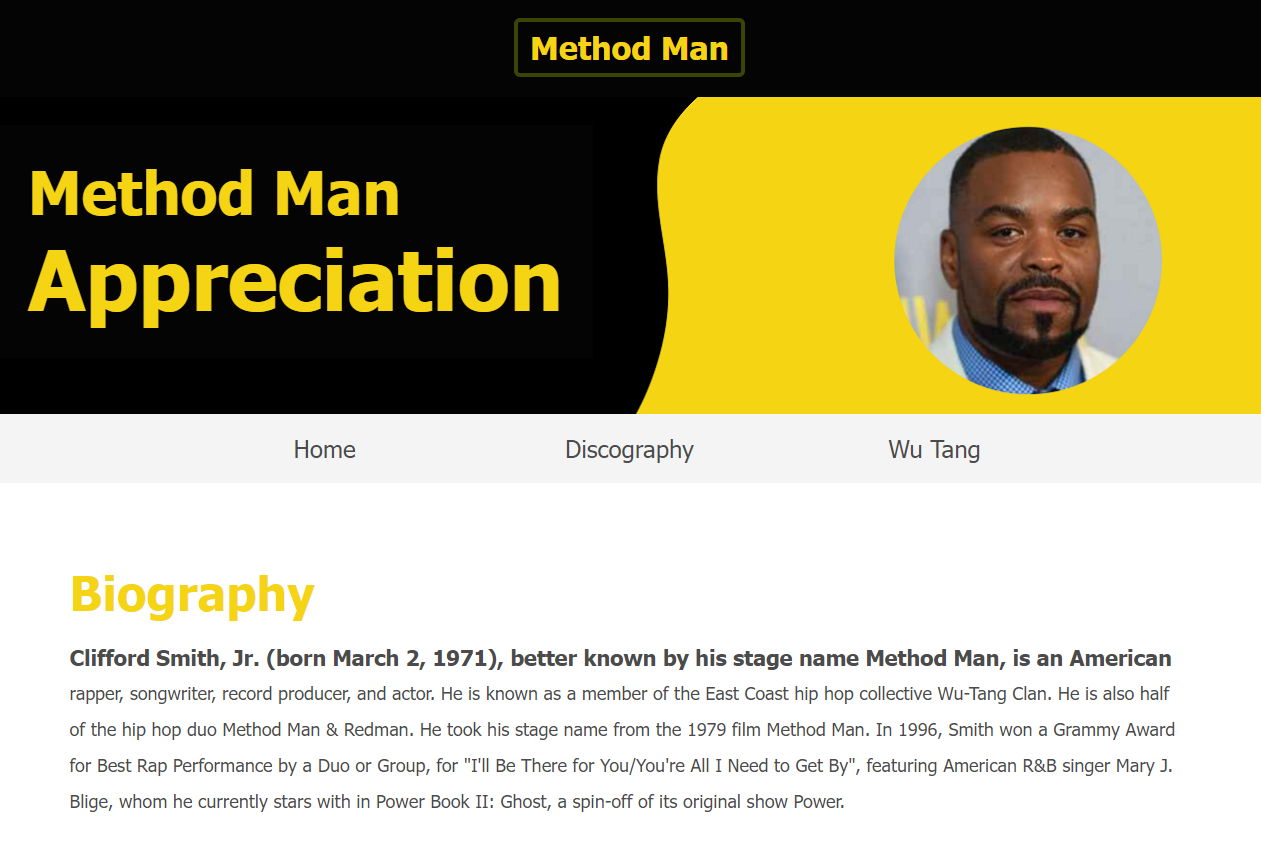 Method Man
Method Man
Appreciation
Home
Discography
Wu Tang
Biography
Clifford Smith, Jr. (born March 2, 1971), better known by his stage name Method Man, is an American
rapper, songwriter, record producer, and actor. He is known as a member of the East Coast hip hop collective Wu-Tang Clan. He is also half
of the hip hop duo Method Man & Redman. He took his stage name from the 1979 film Method Man. In 1996, Smith won a Grammy Award
for Best Rap Performance by a Duo or Group, for "I'll Be There for You/You're All I Need to Get By", featuring American R&B singer Mary J.
Blige, whom he currently stars with in Power Book II: Ghost, a spin-off of its original show Power.